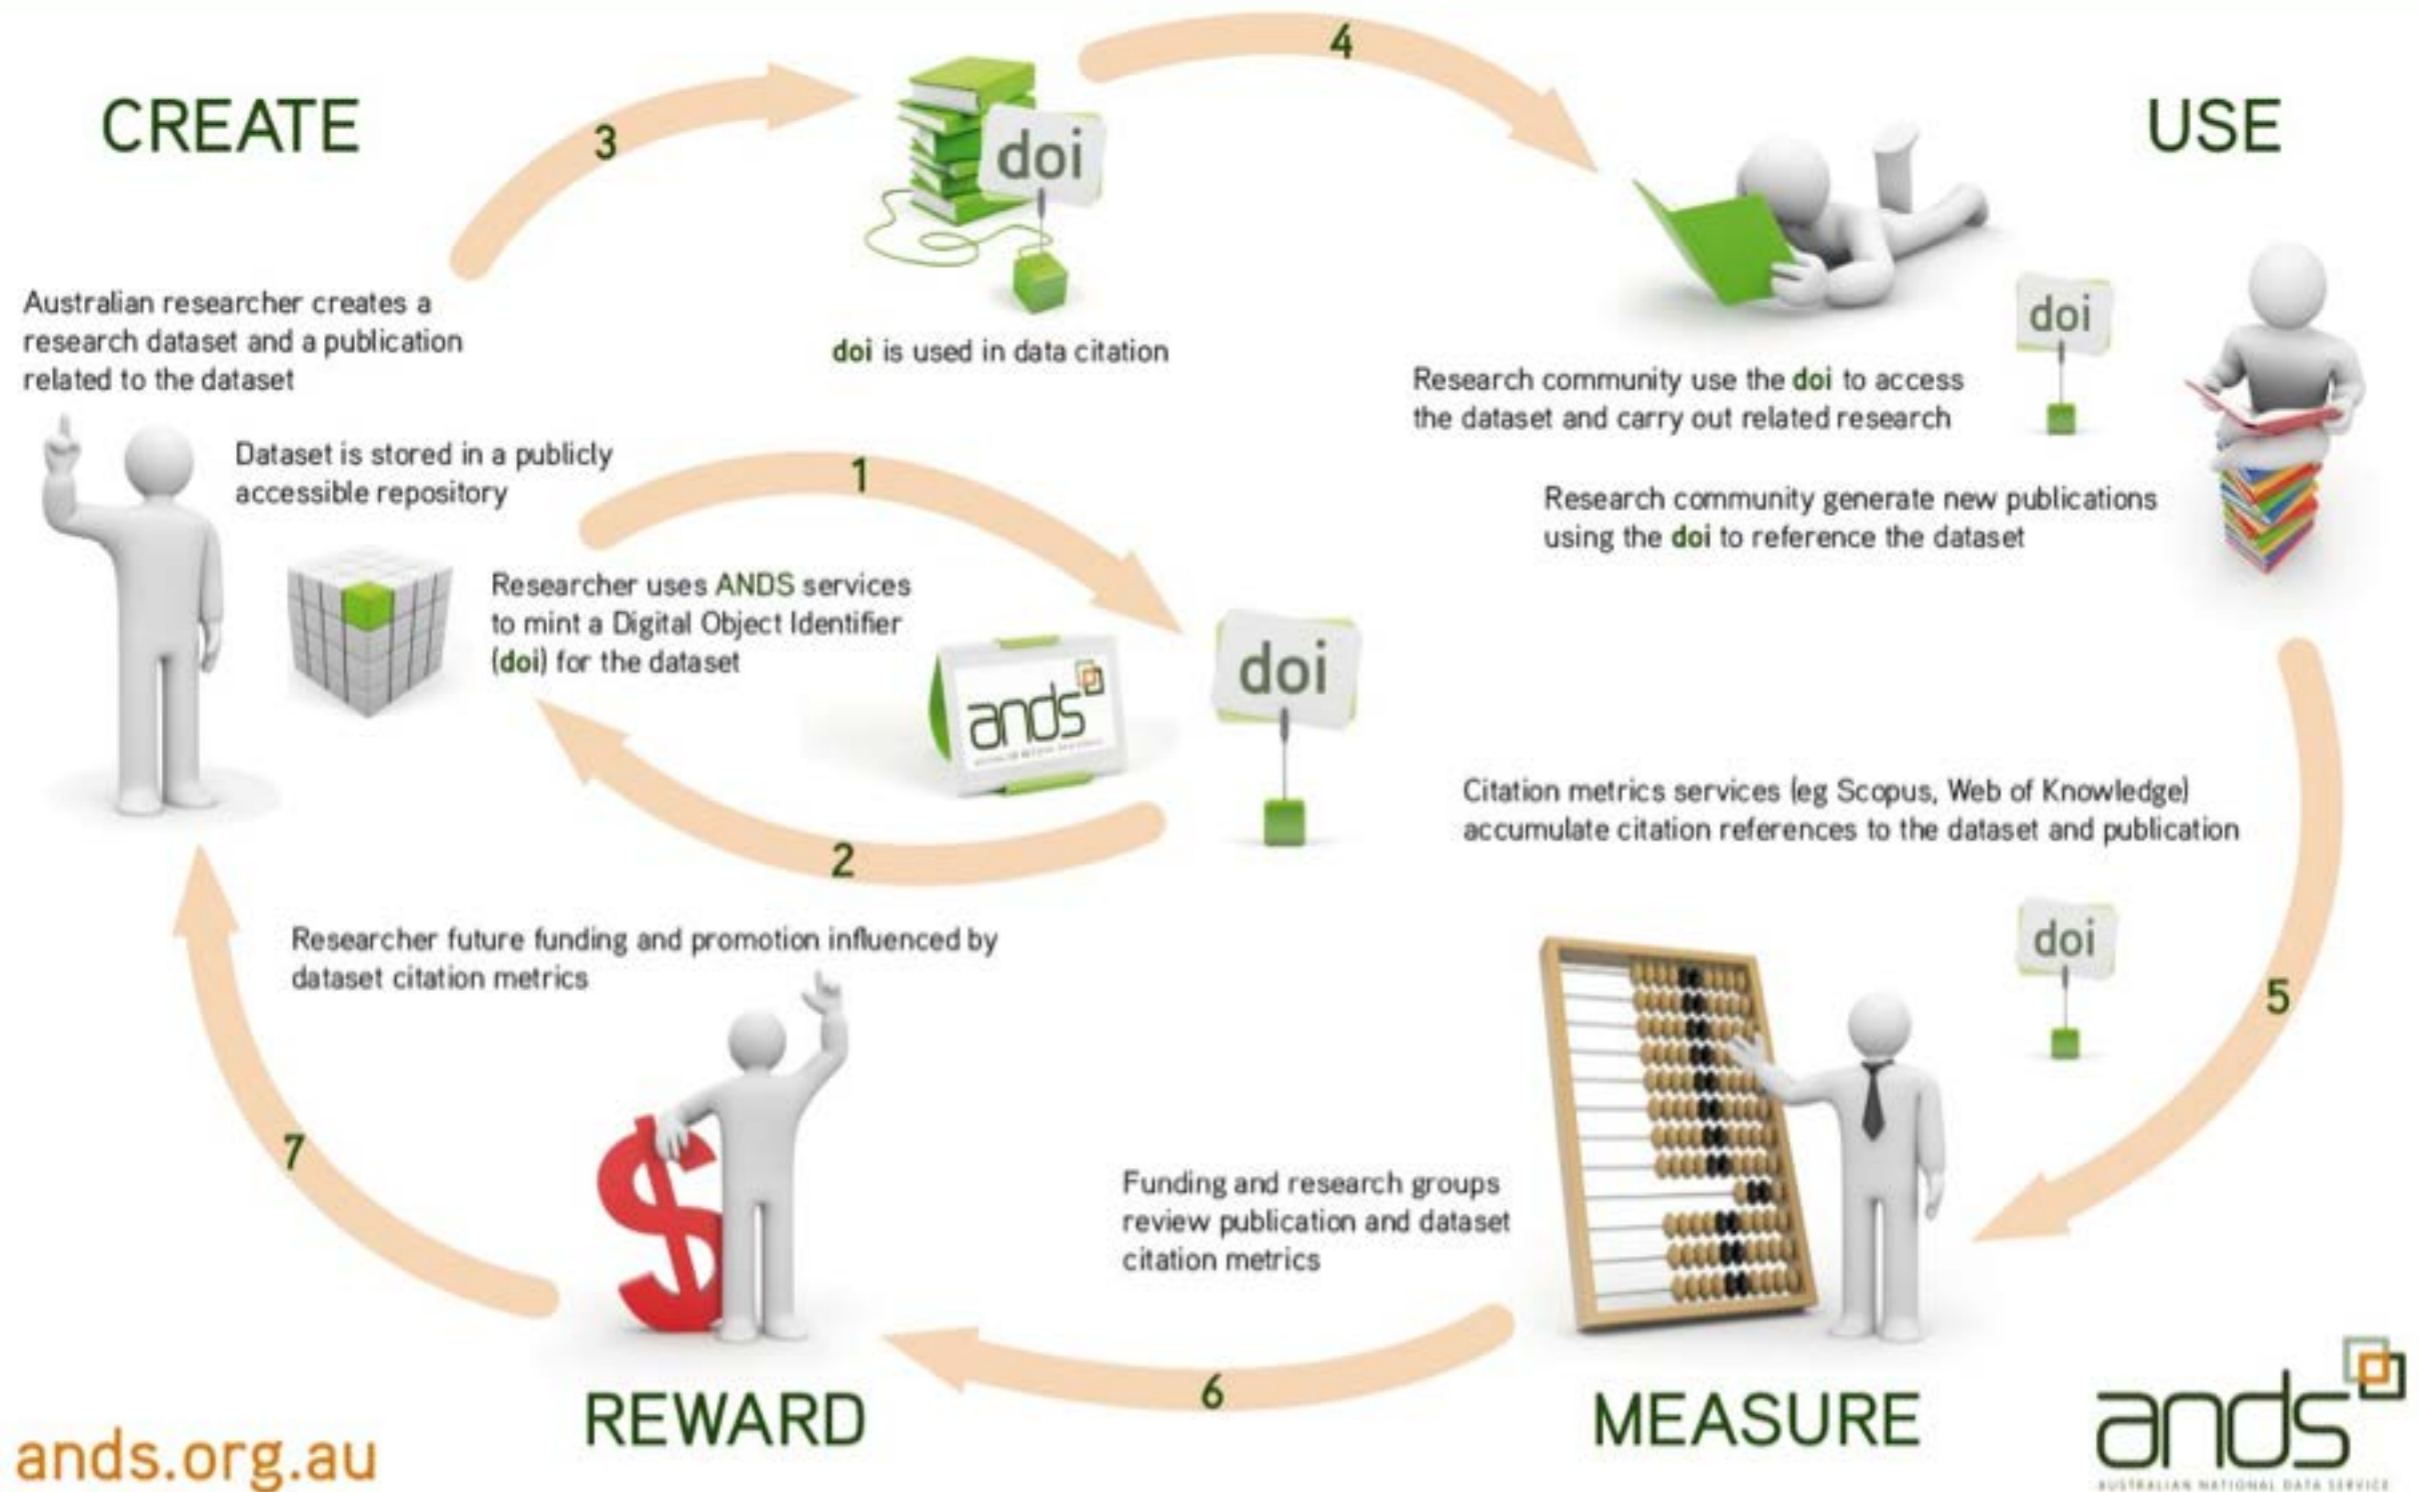 CREATE
USE
4
3
doi
Australian researcher creates a
research dataset and a publication
related to the dataset
doi is used in data citation
doi
Research community use the doi to access
the dataset and carry out related research
Dataset is stored in a publicly
accessible repository
1
Research community generate new publications
using the doi to reference the dataset
Researcher uses ANDS services
to mint a Digital Object Identifier
(doi) for the dataset
ands
doi
2
Citation metrics services (eg Scopus, Web of Knowledge)
accumulate citation references to the dataset and publication
doi
5
Researcher future funding and promotion influenced by
dataset citation metrics
7
Funding and research groups
review publication and dataset
citation metrics
$
6
REWARD
MEASURE
ands.org.au
ands
AUSTRALIAN NATIONAL DATA SERVICE